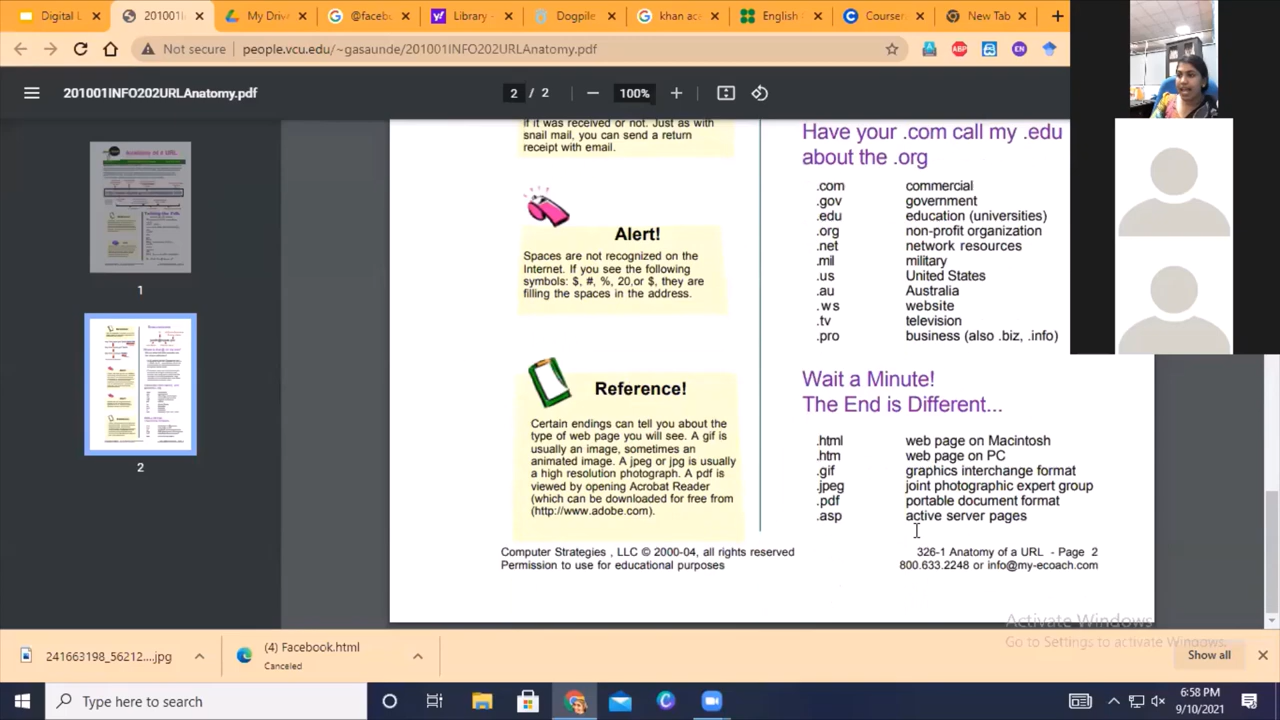 Digital L
201001I
My Driv
@facebo
Library -
Dogpile
khan ac
English
Course
New Tab
Not secure
people.vcu.edu/~gasaunde/201001INFO202URLAnatomy.pdf
ABP
EN
201001INFO202URLAnatomy.pdf
2 / 2
100%
1
2
if it was received or not. Just as with
snail mail, you can send a return
receipt with email.
Alert!
Spaces are not recognized on the
Internet. If you see the following
symbols: $, #, %, 20,or $, they are
filling the spaces in the address.
Reference!
Certain endings can tell you about the
type of web page you will see. A gif is
usually an image, sometimes an
animated image. A jpeg or jpg is usually
a high resolution photograph. A pdf is
viewed by opening Acrobat Reader
(which can be downloaded for free from
(http://www.adobe.com).
Have your .com call my .edu
about the .org
.com commercial
.gov government
.edu education (universities)
.org non-profit organization
.net network resources
.mil military
.us United States
.au Australia
.ws website
.tv television
.pro business (also .biz, .info)
Wait a Minute!
The End is Different...
.html web page on Macintosh
.htm web page on PC
.gif graphics interchange format
.jpeg joint photographic expert group
.pdf portable document format
.asp active server pages
Computer Strategies , LLC © 2000-04, all rights reserved
Permission to use for educational purposes
326-1 Anatomy of a URL - Page 2
800.633.2248 or info@my-ecoach.com
Activate Windows
Go to Settings to activate Windows.
241663198_56212....jpg
(4) Facebook.html
Canceled
Show all
Type here to search
6:58 PM
9/10/2021